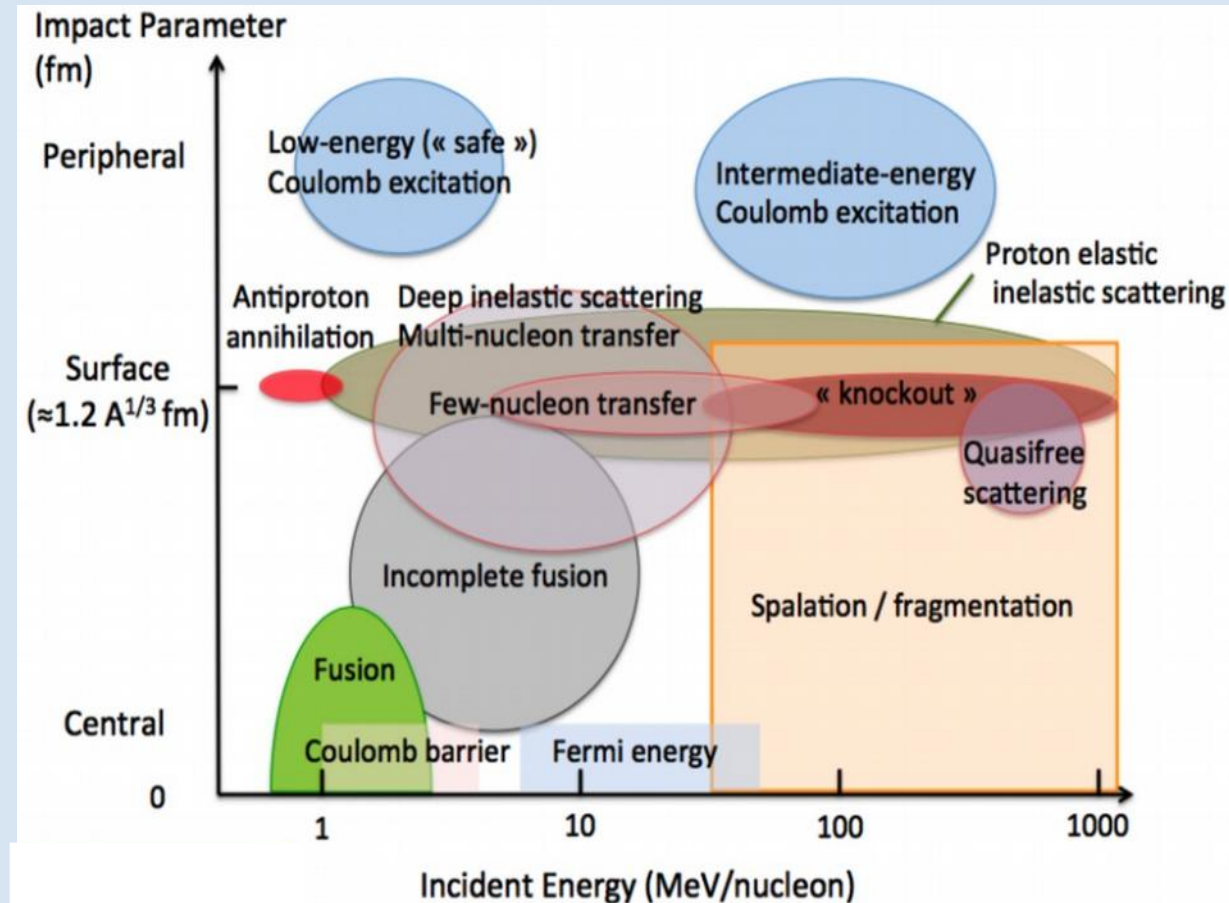 Impact Parameter
(fm)
Peripheral
Low-energy (« safe »)
Coulomb excitation
Intermediate-energy
Coulomb excitation
Proton elastic
inelastic scattering
Antiproton
annihilation
Deep inelastic scattering
Multi-nucleon transfer
Surface
(≈1.2 A1/3 fm)
Few-nucleon transfer
« knockout »
Quasifree
scattering
Incomplete fusion
Spalation / fragmentation
Fusion
Central
Coulomb barrier
Fermi energy
0
1
10
100
1000
Incident Energy (MeV/nucleon)